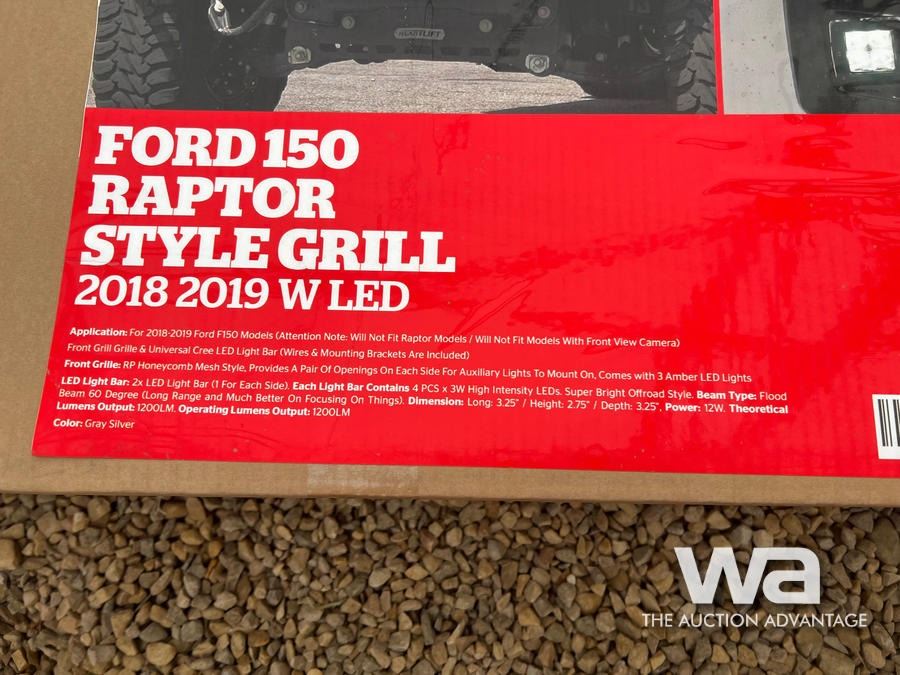 READYLIFT
FORD 150
RAPTOR
STYLE GRILL
2018 2019 W LED
Application: For 2018-2019 Ford F150 Models (Attention Note: Will Not Fit Raptor Models / Will Not Fit Models With Front View Camera)
Front Grill Grille & Universal Cree LED Light Bar (Wires & Mounting Brackets Are Included)
Front Grille: RP Honeycomb Mesh Style, Provides A Pair Of Openings On Each Side For Auxiliary Lights To Mount On, Comes with 3 Amber LED Lights
LED Light Bar: 2x LED Light Bar (1 For Each Side). Each Light Bar Contains 4 PCS x 3W High Intensity LEDs. Super Bright Offroad Style. Beam Type: Flood
Beam 60 Degree (Long Range and Much Better On Focusing On Things). Dimension: Long: 3.25" / Height: 2.75" / Depth: 3.25", Power: 12W. Theoretical
Lumens Output: 1200LM. Operating Lumens Output: 1200LM
Color: Gray Silver
wa
THE AUCTION ADVANTAGE